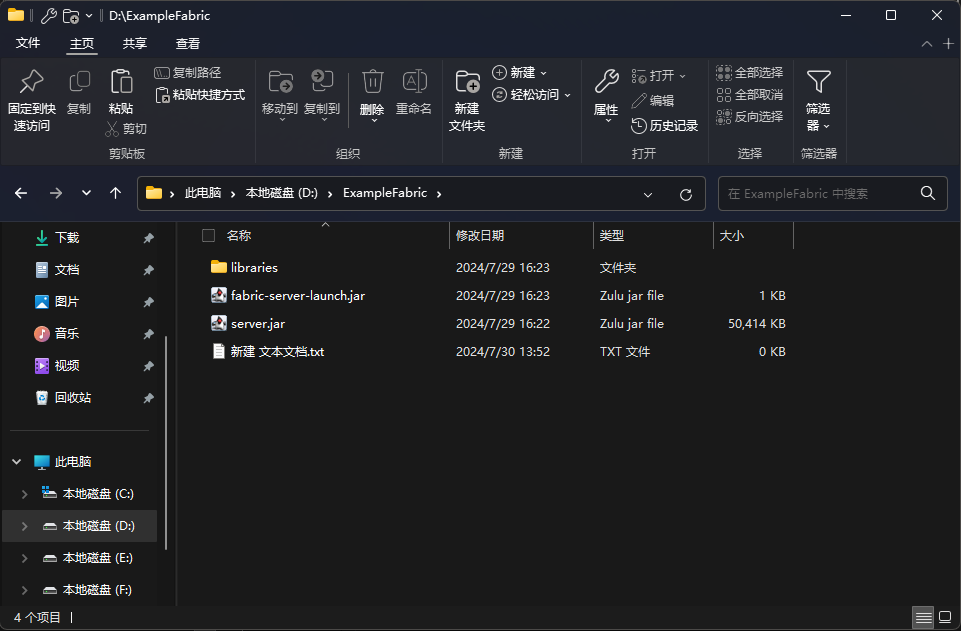 D:\ExampleFabric
文件 主页 共享 查看
固定到快速访问
复制
粘贴
复制路径
粘贴快捷方式
剪切
剪贴板
移动到
复制到
删除
重命名
组织
新建
文件夹
新建
轻松访问
新建
属性
打开
编辑
历史记录
打开
全部选择
全部取消
反向选择
选择
筛选器
筛选器
此电脑 本地磁盘 (D:) ExampleFabric
在 ExampleFabric 中搜索
下载
文档
图片
音乐
视频
回收站
此电脑
本地磁盘 (C:)
本地磁盘 (D:)
本地磁盘 (E:)
本地磁盘 (F:)
名称 修改日期 类型 大小
libraries 2024/7/29 16:23 文件夹
fabric-server-launch.jar 2024/7/29 16:23 Zulu jar file 1 KB
server.jar 2024/7/29 16:22 Zulu jar file 50,414 KB
新建 文本文档.txt 2024/7/30 13:52 TXT 文件 0 KB
4 个项目